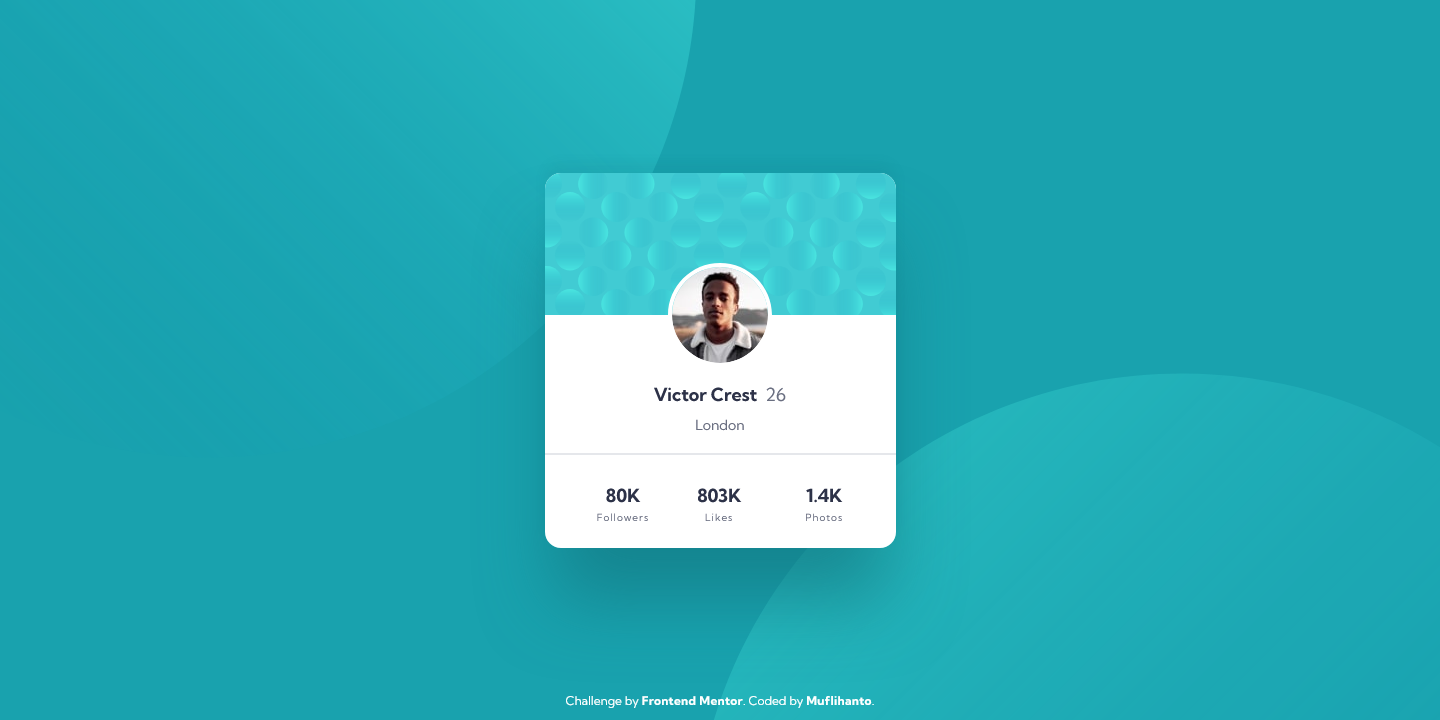 Victor Crest 26
London
80K 803K 1.4K
Followers Likes Photos
Challenge by Frontend Mentor. Coded by Muflihanto.